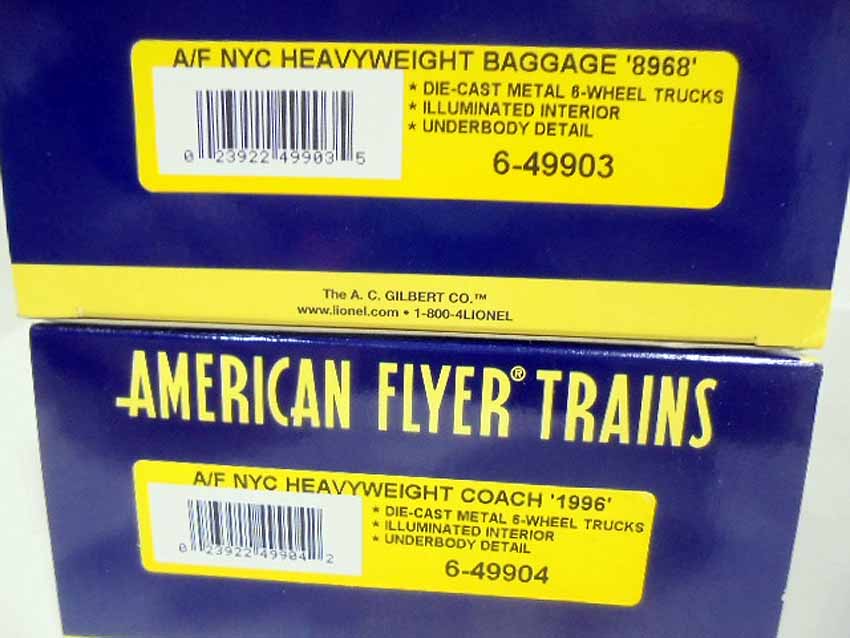 A/F NYC HEAVYWEIGHT BAGGAGE '8968'
* DIE-CAST METAL 6-WHEEL TRUCKS
* ILLUMINATED INTERIOR
* UNDERBODY DETAIL
0 23922 49903 5
6-49903
The A. C. GILBERT CO.™
www.lionel.com • 1-800-4LIONEL
AMERICAN FLYER® TRAINS
A/F NYC HEAVYWEIGHT COACH '1996'
* DIE-CAST METAL 6-WHEEL TRUCKS
* ILLUMINATED INTERIOR
* UNDERBODY DETAIL
0 23922 49904 2
6-49904